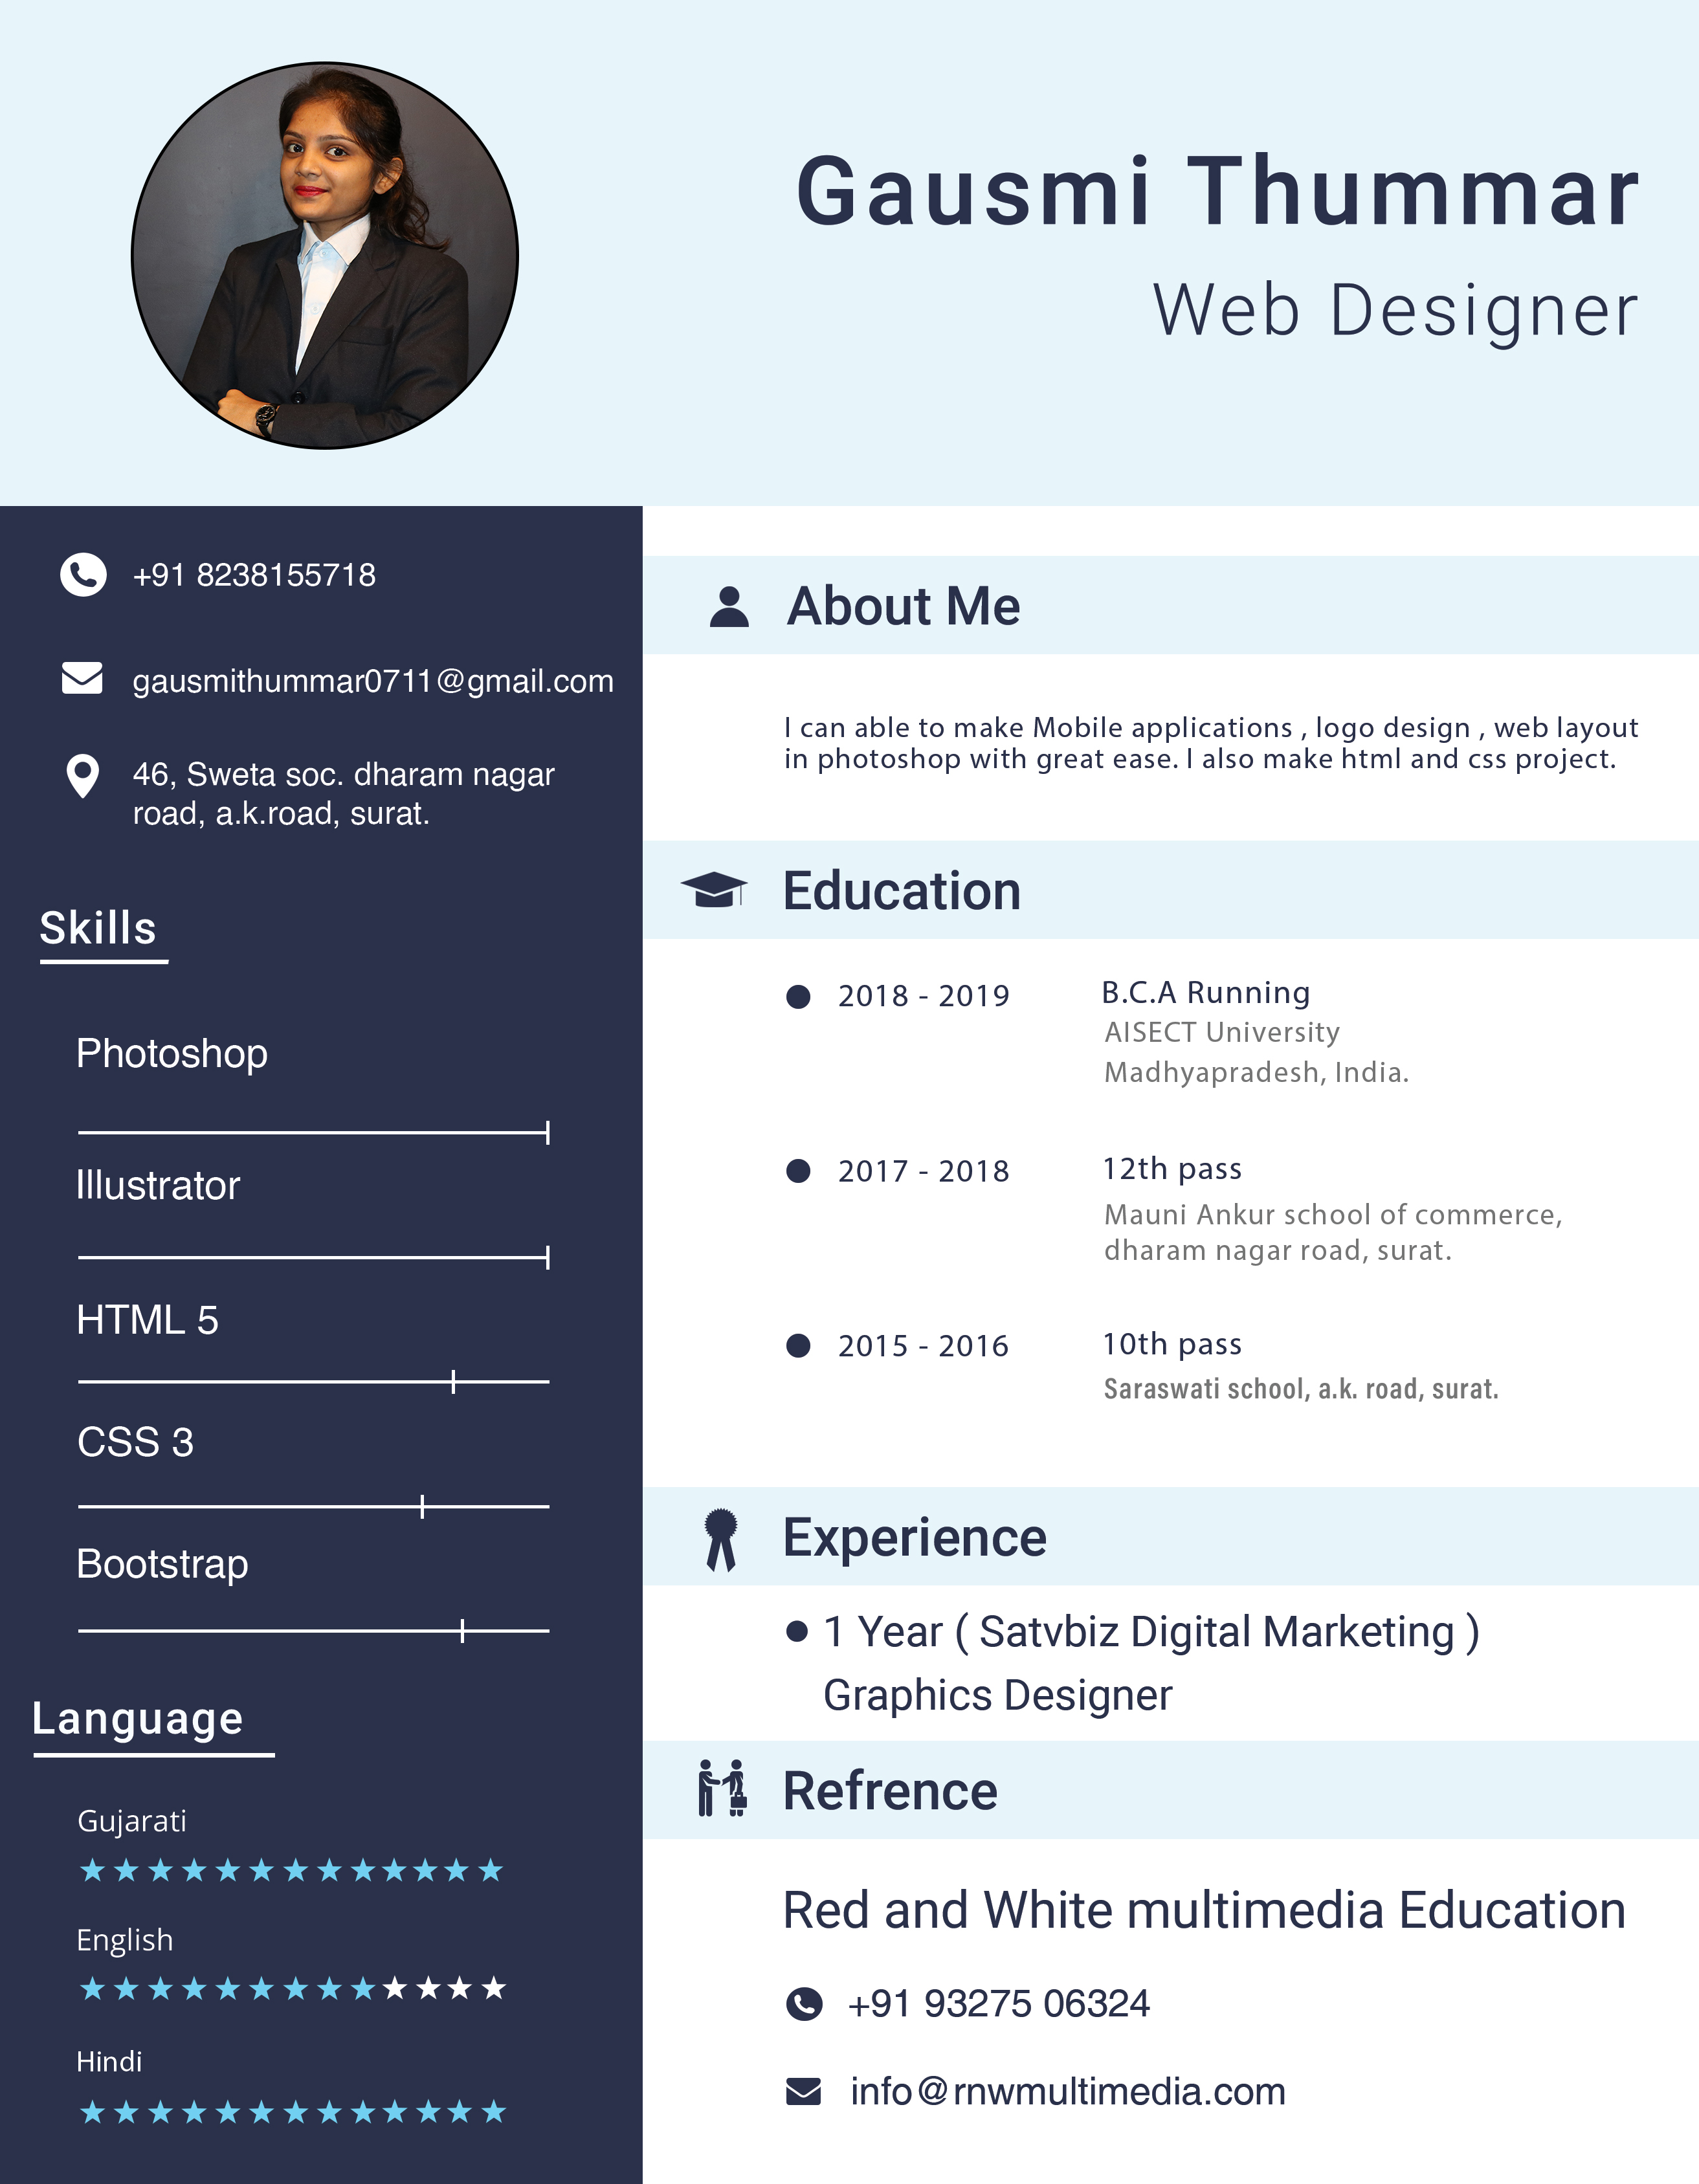 Gausmi Thummar
Web Designer
+91 8238155718
gausmithummar0711@gmail.com
46, Sweta soc. dharam nagar
road, a.k.road, surat.
Skills
Photoshop
Illustrator
HTML 5
CSS 3
Bootstrap
Language
Gujarati
English
Hindi
About Me
I can able to make Mobile applications , logo design , web layout
in photoshop with great ease. I also make html and css project.
Education
2018 - 2019
B.C.A Running
AISECT University
Madhyapradesh, India.
2017 - 2018
12th pass
Mauni Ankur school of commerce,
dharam nagar road, surat.
2015 - 2016
10th pass
Saraswati school, a.k. road, surat.
Experience
1 Year ( Satvbiz Digital Marketing )
Graphics Designer
Refrence
Red and White multimedia Education
+91 93275 06324
info@rnwmultimedia.com